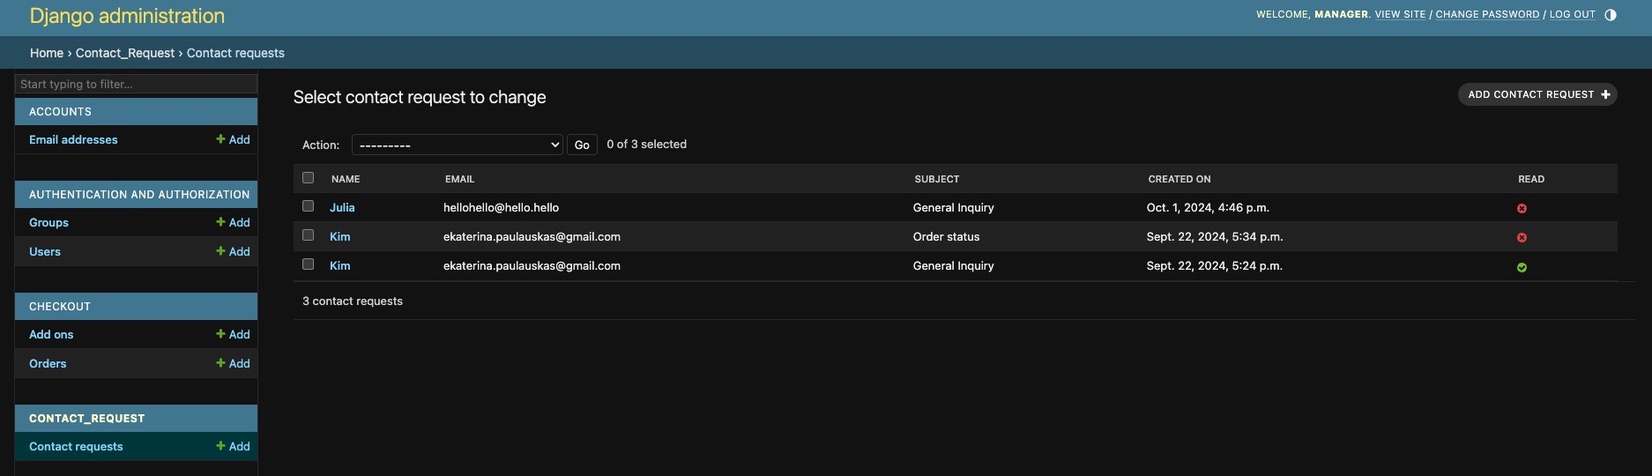 Django administration
WELCOME, MANAGER. VIEW SITE / CHANGE PASSWORD / LOG OUT
Home › Contact_Request › Contact requests
Start typing to filter...
ACCOUNTS
Email addresses + Add
AUTHENTICATION AND AUTHORIZATION
Groups + Add
Users + Add
CHECKOUT
Add ons + Add
Orders + Add
CONTACT_REQUEST
Contact requests + Add
Select contact request to change
ADD CONTACT REQUEST +
Action: --------- Go 0 of 3 selected
NAME EMAIL SUBJECT CREATED ON READ
Julia hellohello@hello.hello General Inquiry Oct. 1, 2024, 4:46 p.m.
Kim ekaterina.paulauskas@gmail.com Order status Sept. 22, 2024, 5:34 p.m.
Kim ekaterina.paulauskas@gmail.com General Inquiry Sept. 22, 2024, 5:24 p.m.
3 contact requests